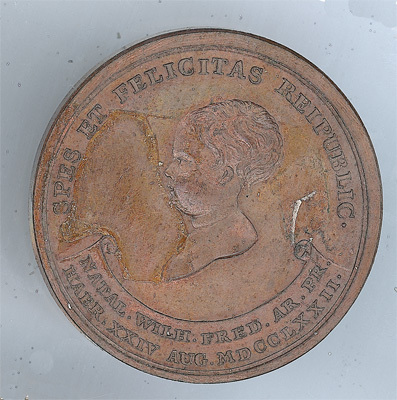 SPES ET FELICITAS REIPUBLIC.
NATAL. WILH. FRED. AR. PR.
HAER. XXIV AUG. MDCCLXXII.